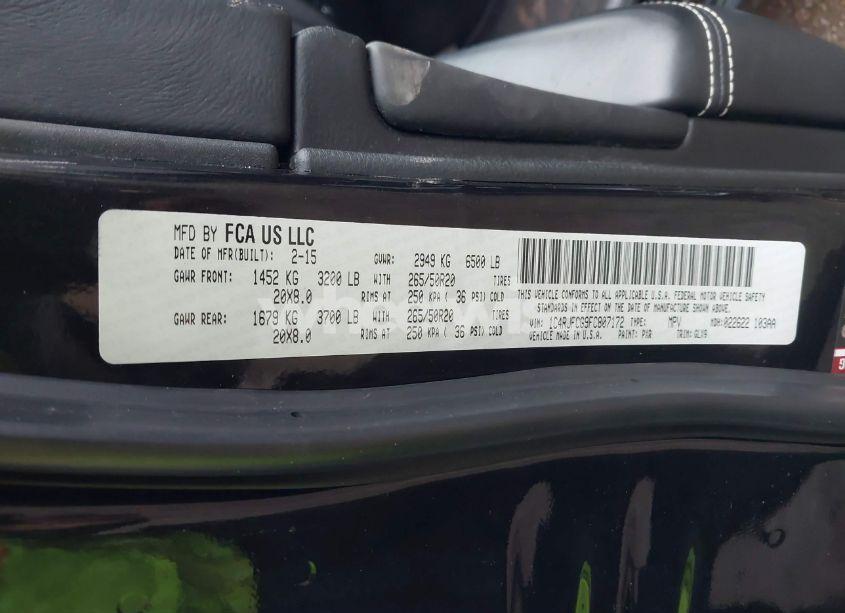 MFD BY FCA US LLC
DATE OF MFR(BUILT): 2-15 GVWR: 2949 KG 6500 LB
GAWR FRONT: 1452 KG 3200 LB WITH 265/50R20 TIRES
20X8.0 RIMS AT 250 KPA ( 36 PSI) COLD
GAWR REAR: 1679 KG 3700 LB WITH 265/50R20 TIRES
20X8.0 RIMS AT 250 KPA ( 36 PSI) COLD
THIS VEHICLE CONFORMS TO ALL APPLICABLE U.S.A. FEDERAL MOTOR VEHICLE SAFETY
STANDARDS IN EFFECT ON THE DATE OF MANUFACTURE SHOWN ABOVE.
VIN: 1C4RJFCG9FC807172 TYPE: MPV MDH: 022622 103AA
VEHICLE MADE IN U.S.A. PAINT: PXR TRIM: GLX9